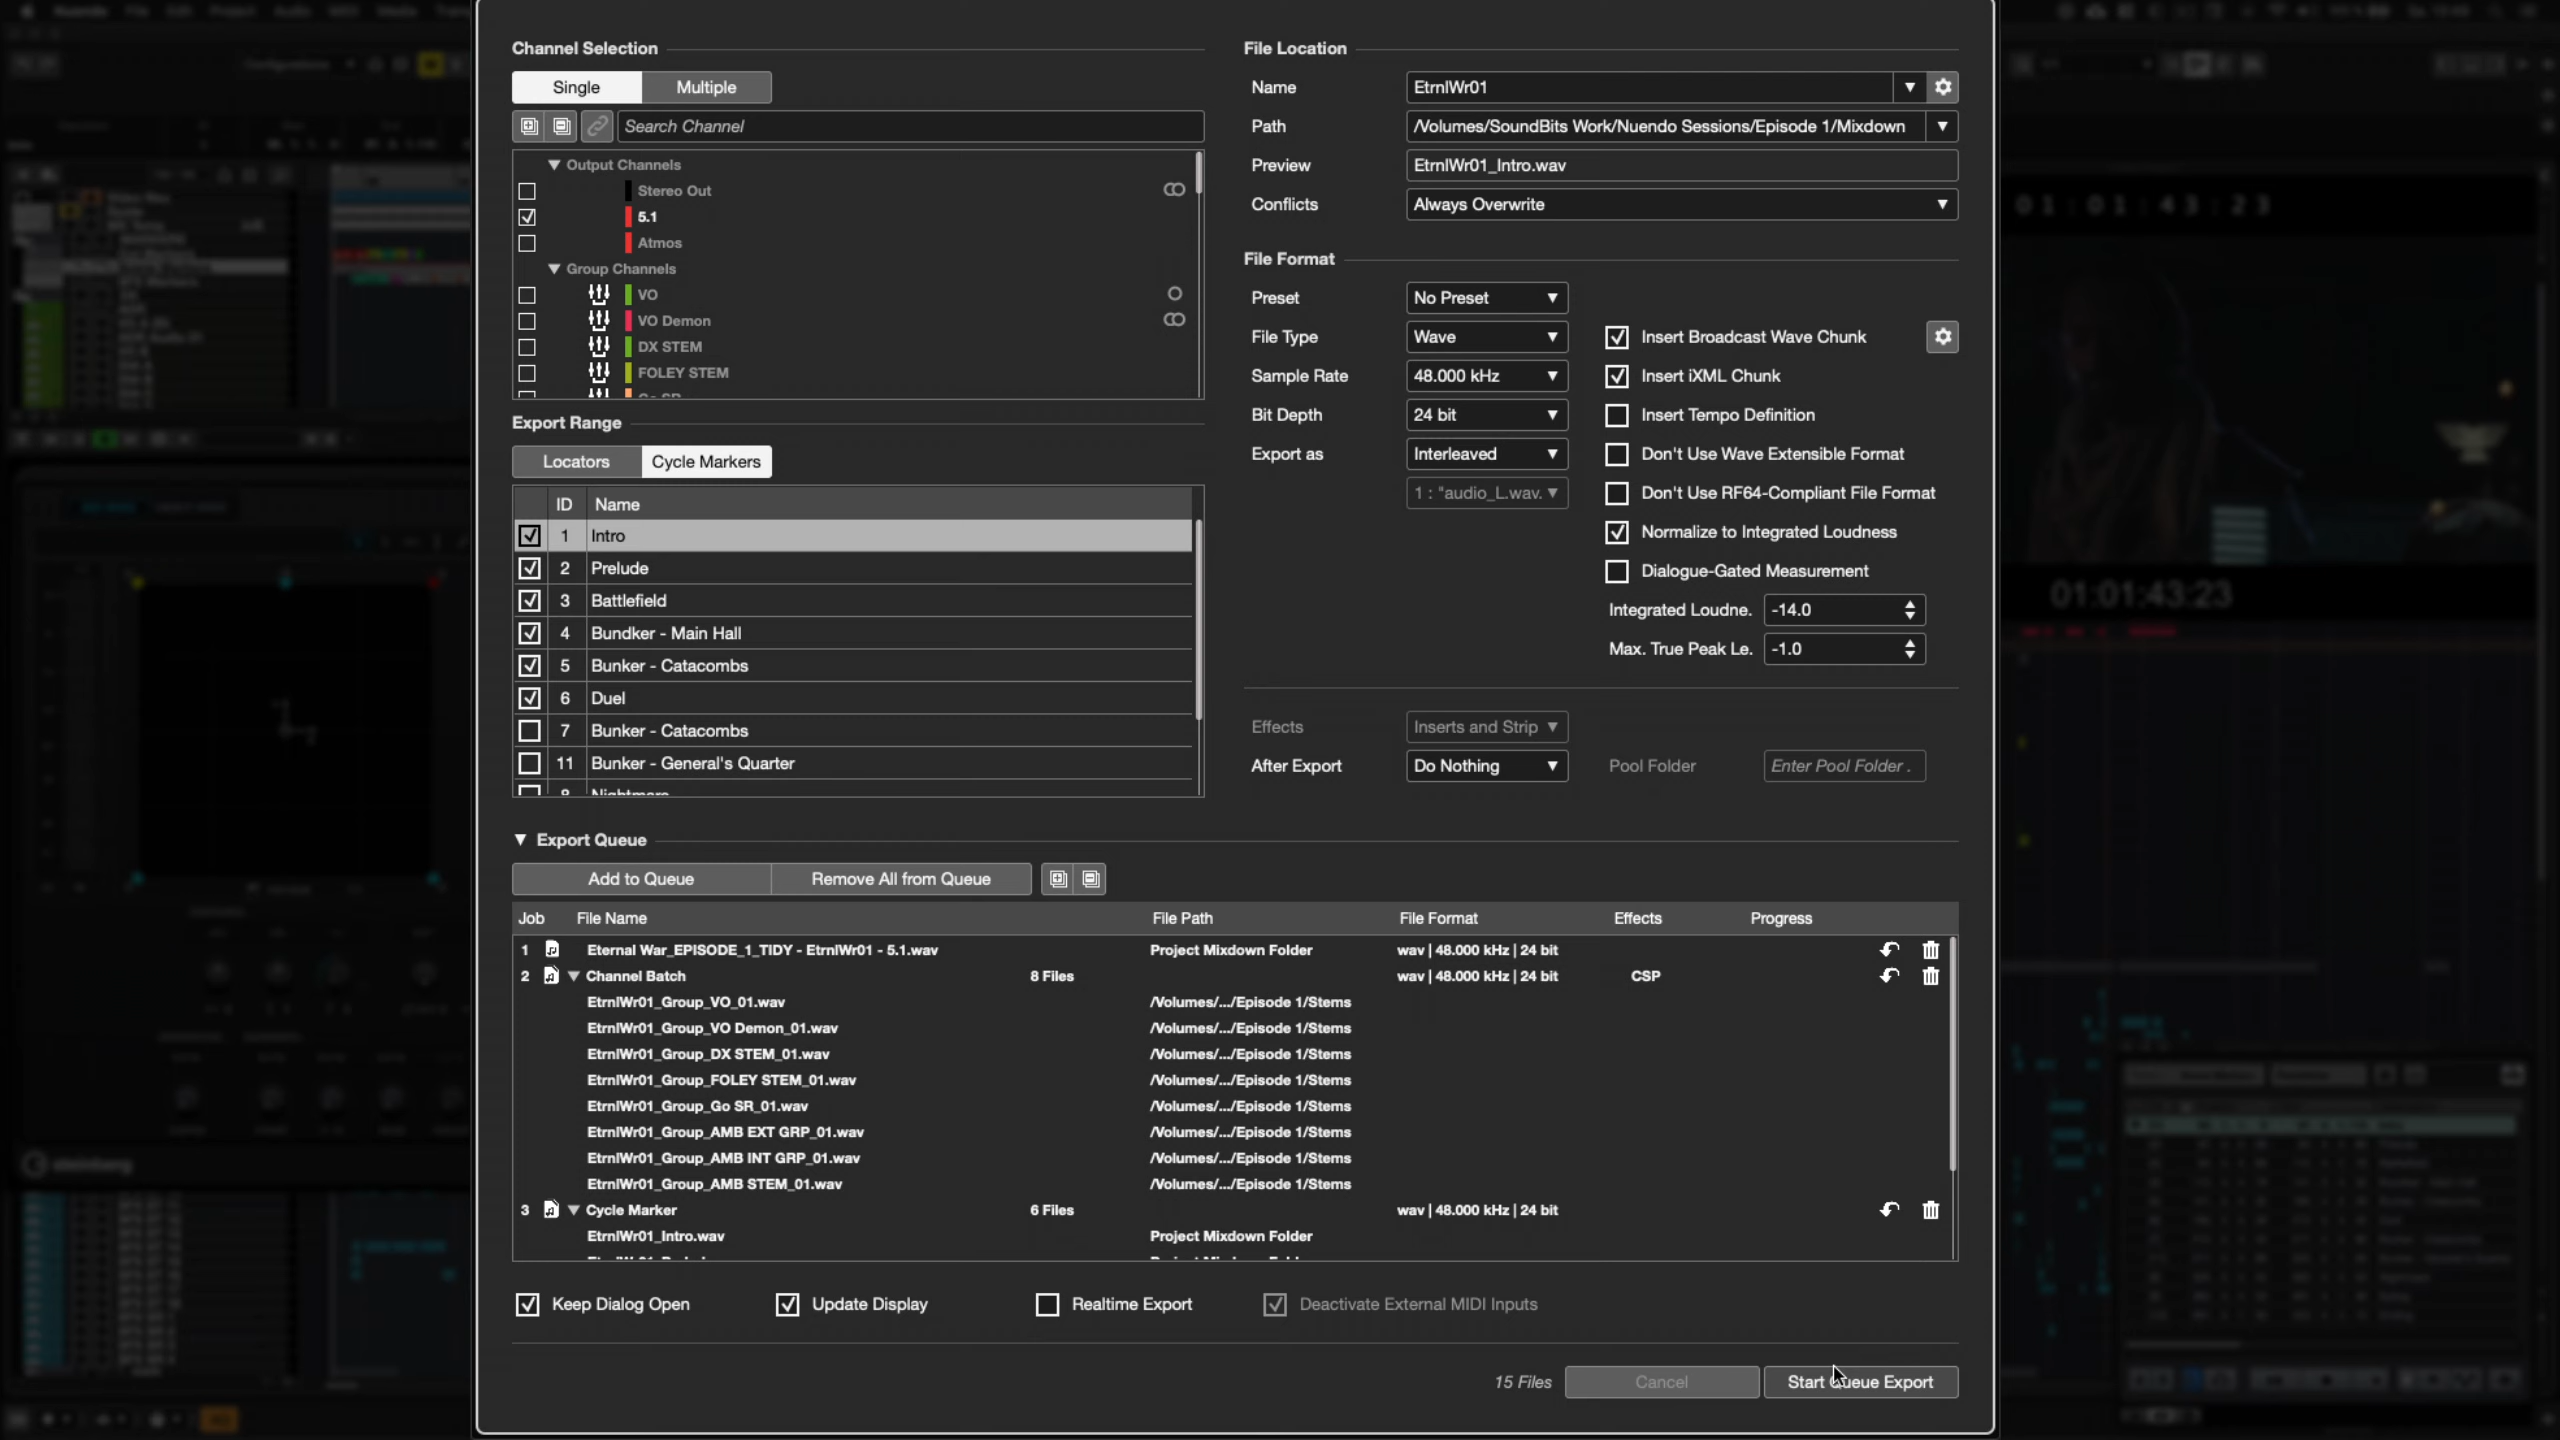 Channel Selection
Single Multiple
Search Channel
Output Channels
Stereo Out
5.1
Atmos
Group Channels
VO
VO Demon
DX STEM
FOLEY STEM
Export Range
Locators Cycle Markers
ID Name
1 Intro
2 Prelude
3 Battlefield
4 Bundker - Main Hall
5 Bunker - Catacombs
6 Duel
7 Bunker - Catacombs
11 Bunker - General's Quarter
File Location
Name EtrnlWr01
Path /Volumes/SoundBits Work/Nuendo Sessions/Episode 1/Mixdown
Preview EtrnlWr01_Intro.wav
Conflicts Always Overwrite
File Format
Preset No Preset
File Type Wave Insert Broadcast Wave Chunk
Sample Rate 48.000 kHz Insert iXML Chunk
Bit Depth 24 bit Insert Tempo Definition
Export as Interleaved Don't Use Wave Extensible Format
1 : "audio_L.wav. Don't Use RF64-Compliant File Format
Normalize to Integrated Loudness
Dialogue-Gated Measurement
Integrated Loudne. -14.0
Max. True Peak Le. -1.0
Effects Inserts and Strip
After Export Do Nothing Pool Folder Enter Pool Folder .
Export Queue
Add to Queue Remove All from Queue
Job File Name File Path File Format Effects Progress
1 Eternal War_EPISODE_1_TIDY - EtrnlWr01 - 5.1.wav Project Mixdown Folder wav | 48.000 kHz | 24 bit
2 Channel Batch 8 Files wav | 48.000 kHz | 24 bit CSP
EtrnlWr01_Group_VO_01.wav /Volumes/.../Episode 1/Stems
EtrnlWr01_Group_VO Demon_01.wav /Volumes/.../Episode 1/Stems
EtrnlWr01_Group_DX STEM_01.wav /Volumes/.../Episode 1/Stems
EtrnlWr01_Group_FOLEY STEM_01.wav /Volumes/.../Episode 1/Stems
EtrnlWr01_Group_Go SR_01.wav /Volumes/.../Episode 1/Stems
EtrnlWr01_Group_AMB EXT GRP_01.wav /Volumes/.../Episode 1/Stems
EtrnlWr01_Group_AMB INT GRP_01.wav /Volumes/.../Episode 1/Stems
EtrnlWr01_Group_AMB STEM_01.wav /Volumes/.../Episode 1/Stems
3 Cycle Marker 6 Files wav | 48.000 kHz | 24 bit
EtrnlWr01_Intro.wav Project Mixdown Folder
Keep Dialog Open Update Display Realtime Export Deactivate External MIDI Inputs
15 Files Cancel Start Queue Export
01:01:43:23
01:01:43:23
steinberg